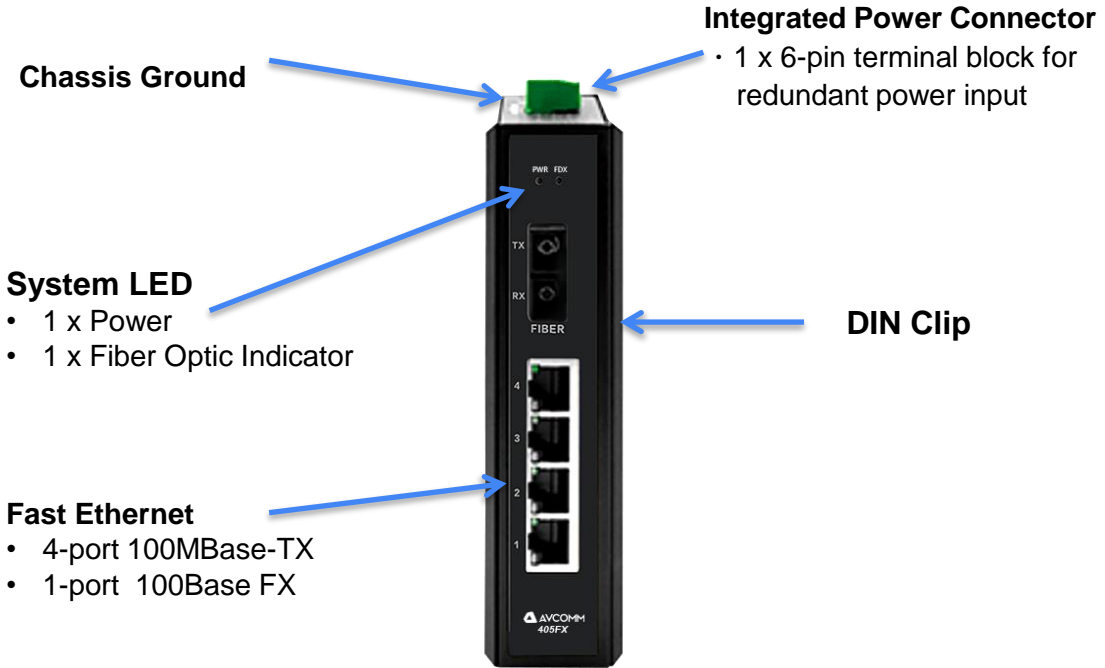 Integrated Power Connector
· 1 x 6-pin terminal block for
redundant power input
Chassis Ground
PWR FDX
TX
RX
FIBER
System LED
• 1 x Power
• 1 x Fiber Optic Indicator
DIN Clip
4
3
2
1
Fast Ethernet
• 4-port 100MBase-TX
• 1-port 100Base FX
AVCOMM
405FX